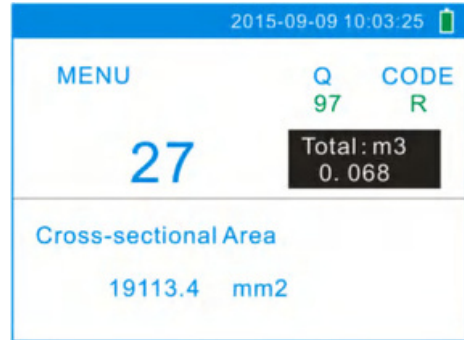 2015-09-09 10:03:25
MENU Q CODE
97 R
27
Total: m3
0. 068
Cross-sectional Area
19113.4 mm2